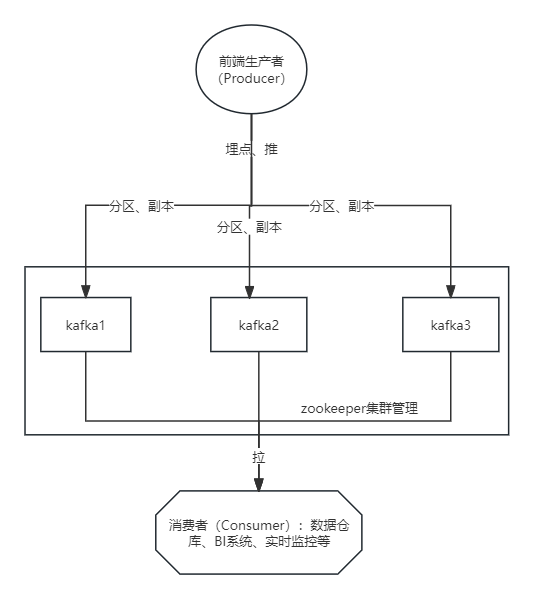 前端生产者
（Producer）
埋点、推
分区、副本
分区、副本
分区、副本
kafka1
kafka2
kafka3
zookeeper集群管理
拉
消费者（Consumer）：数据仓
库、BI系统、实时监控等